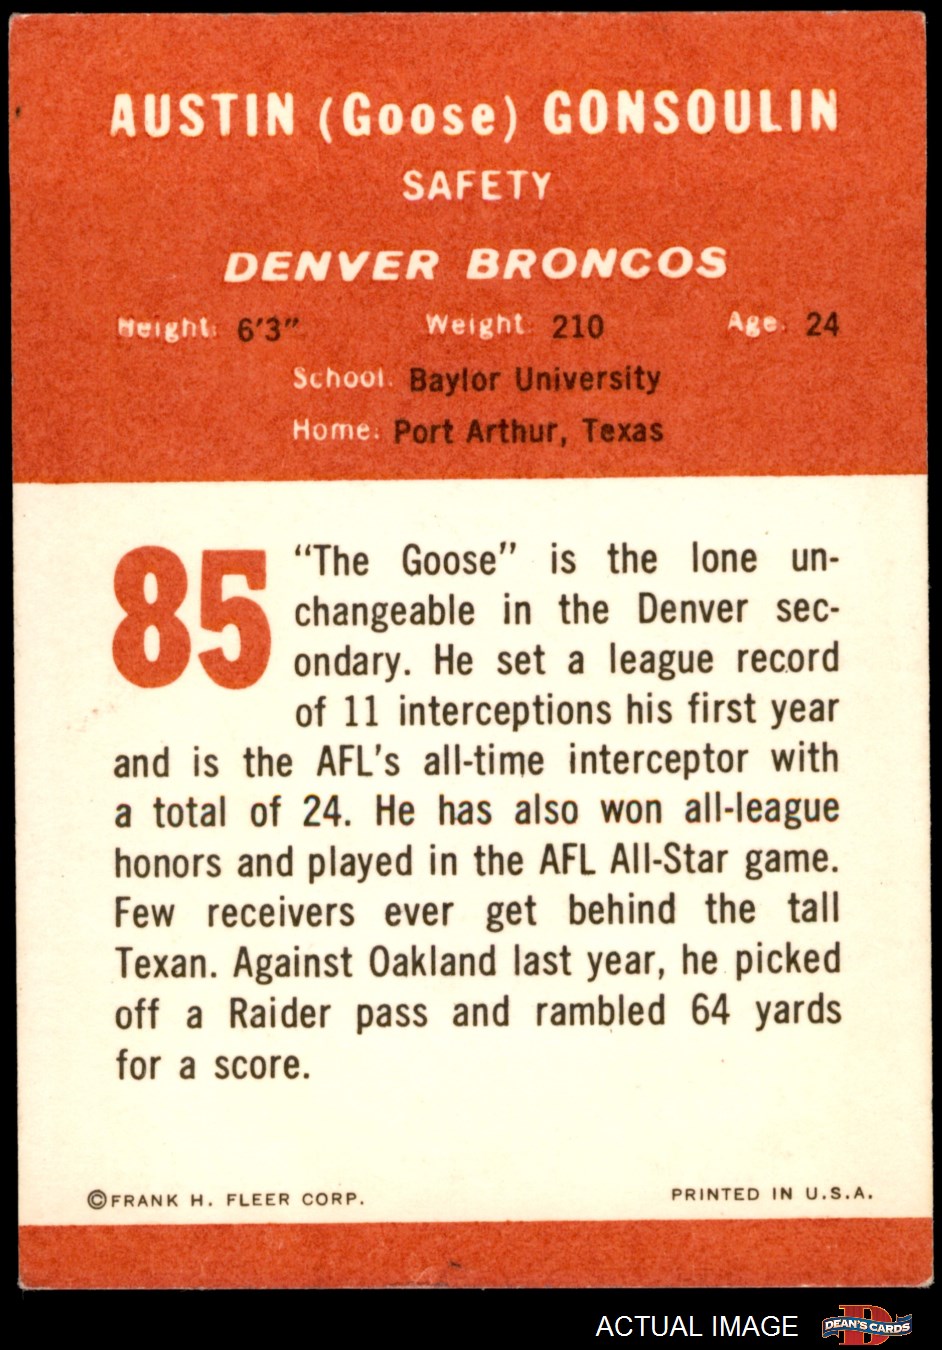 AUSTIN (Goose) GONSOULIN
SAFETY
DENVER BRONCOS
Height: 6'3" Weight: 210 Age: 24
School: Baylor University
Home: Port Arthur, Texas
85
"The Goose" is the lone un-
changeable in the Denver sec-
ondary. He set a league record
of 11 interceptions his first year
and is the AFL's all-time interceptor with
a total of 24. He has also won all-league
honors and played in the AFL All-Star game.
Few receivers ever get behind the tall
Texan. Against Oakland last year, he picked
off a Raider pass and rambled 64 yards
for a score.
©FRANK H. FLEER CORP. PRINTED IN U.S.A.
ACTUAL IMAGE D DEAN'S CARDS